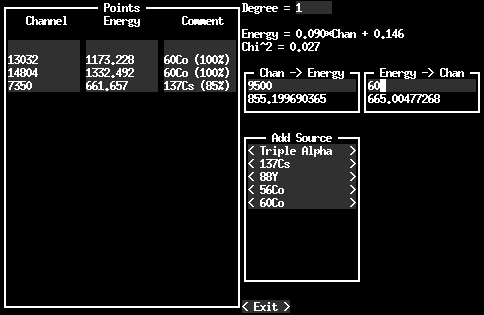 Points
Channel Energy Comment
13032 1173.228 60Co (100%)
14804 1332.492 60Co (100%)
7350 661.657 137Cs (85%)
Degree = 1
Energy = 0.090*Chan + 0.146
Chi^2 = 0.027
Chan -> Energy
9500
855.199690365
Energy -> Chan
60
665.00477268
Add Source
< Triple Alpha >
< 137Cs >
< 88Y >
< 56Co >
< 60Co >
< Exit >